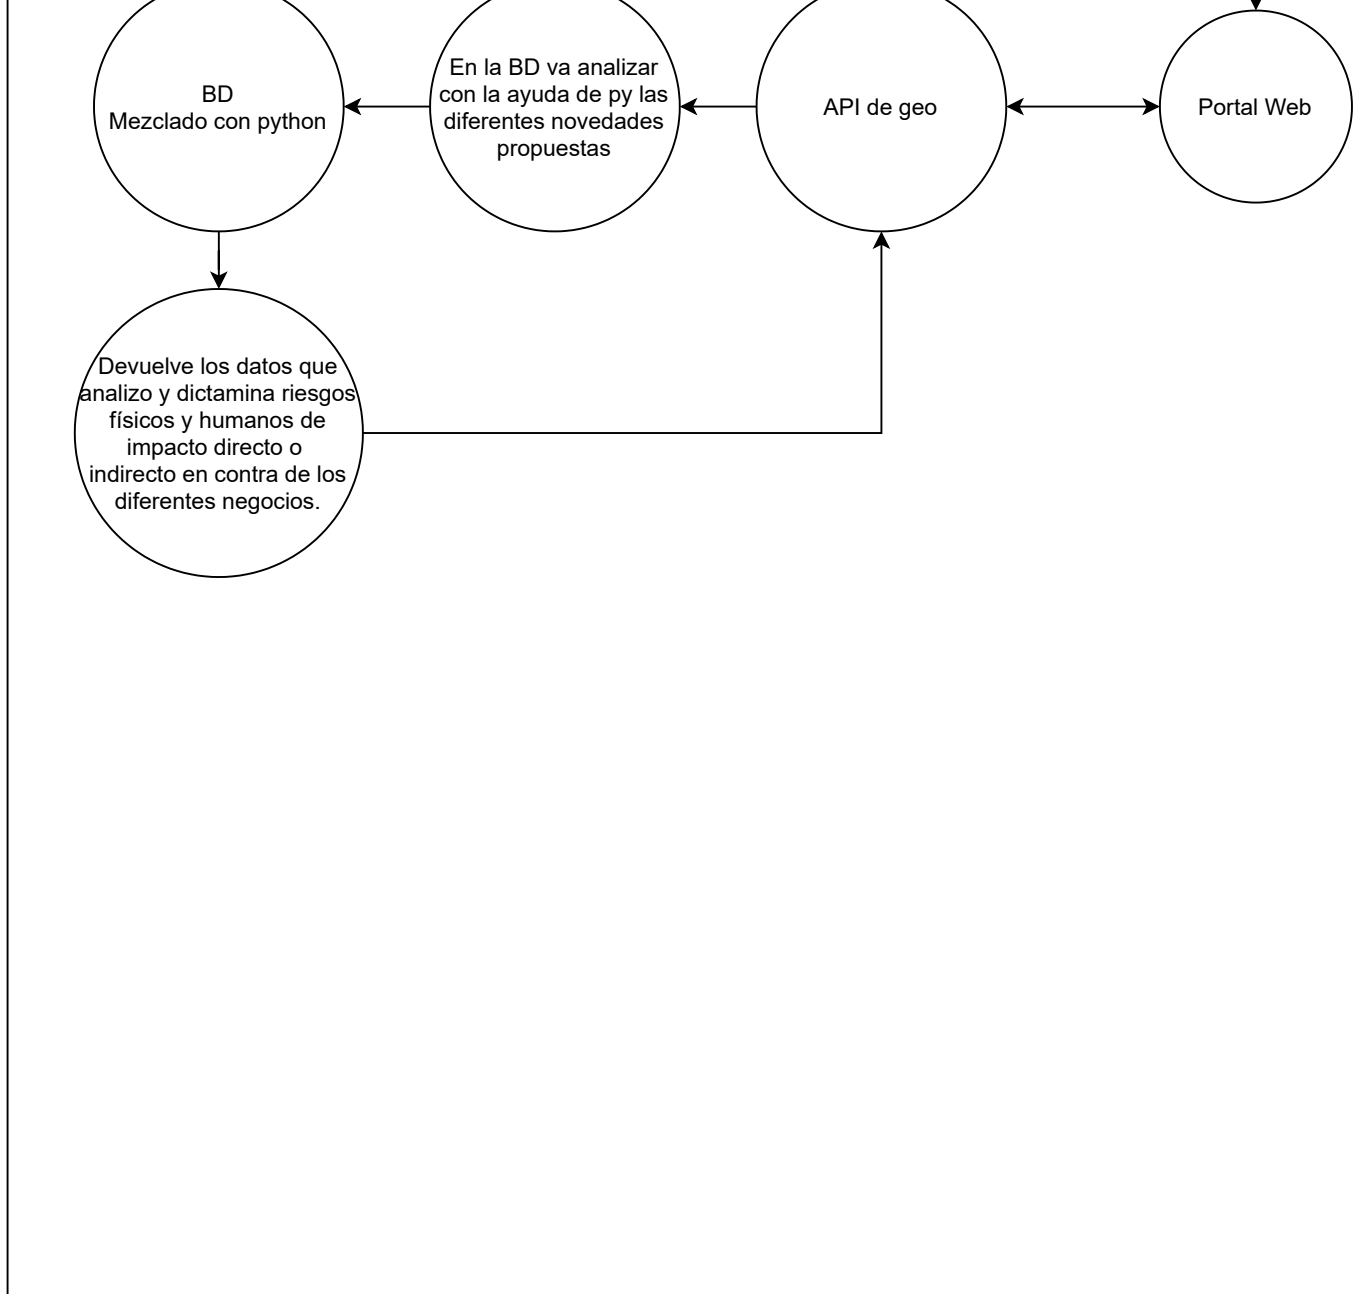 BD
Mezclado con python
En la BD va analizar
con la ayuda de py las
diferentes novedades
propuestas
API de geo
Portal Web
Devuelve los datos que
analizo y dictamina riesgos
físicos y humanos de
impacto directo o
indirecto en contra de los
diferentes negocios.